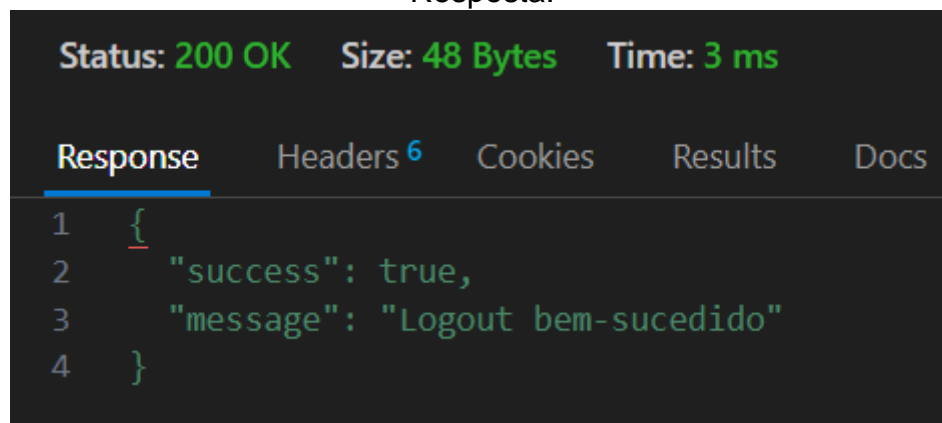 Resposta:
Status: 200 OK Size: 48 Bytes Time: 3 ms
Response Headers 6 Cookies Results Docs
1 {
2 "success": true,
3 "message": "Logout bem-sucedido"
4 }